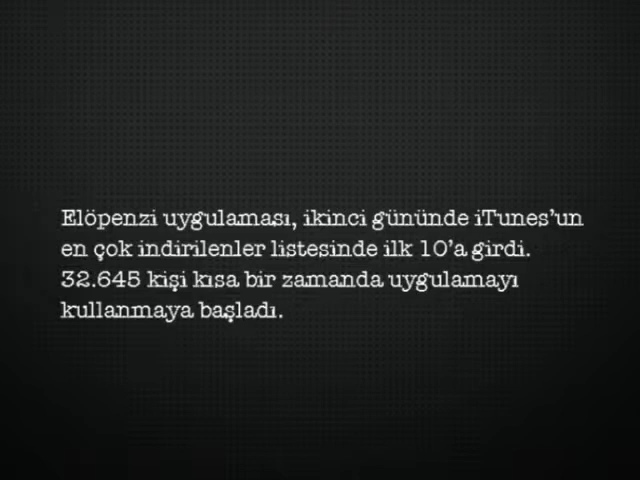 Elöpenzi uygulaması, ikinci gününde iTunes'un
en çok indirilenler listesinde ilk 10'a girdi.
32.645 kişi kısa bir zamanda uygulamayı
kullanmaya başladı.